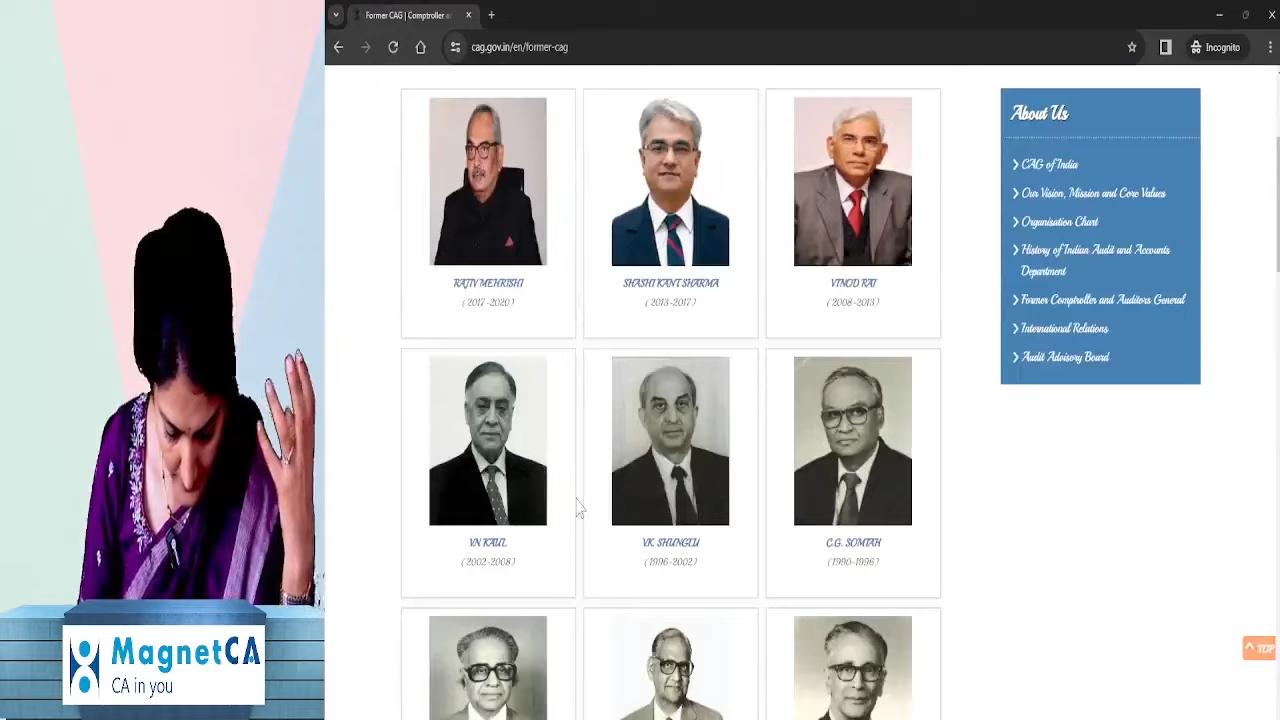 Former CAG | Comptroller a
cag.gov.in/en/former-cag
Incognito
RAJIV MEHRISHI
( 2017-2020 )
SHASHI KANT SHARMA
( 2013-2017 )
VINOD RAI
( 2008-2013 )
V.N KAUL
( 2002-2008 )
V.K. SHUNGLU
( 1996-2002 )
C.G. SOMIAH
( 1990-1996 )
About Us
CAG of India
Our Vision, Mission and Core Values
Organisation Chart
History of Indian Audit and Accounts
Department
Former Comptroller and Auditors General
International Relations
Audit Advisory Board
TOP
MagnetCA
CA in you